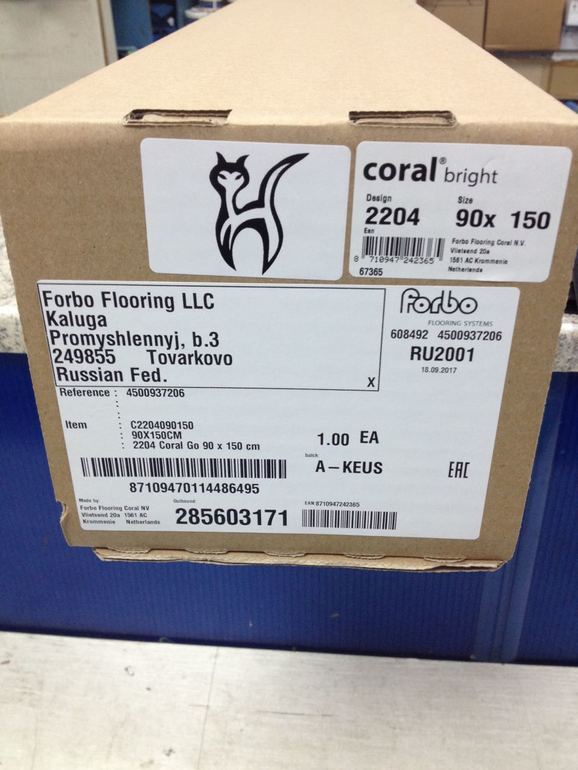 coral® bright
Design Size
2204 90x 150
Ean
8 710947 242365
67365
Forbo Flooring Coral N.V.
Vlietsend 20a
1561 AC Krommenie
Netherlands
Forbo Flooring LLC
Kaluga
Promyshlennyj, b.3
249855 Tovarkovo
Russian Fed.
X
Forbo
FLOORING SYSTEMS
608492 4500937206
RU2001
18.09.2017
Reference : 4500937206
:
:
Item : C2204090150
: 90X150CM
: 2204 Coral Go 90 x 150 cm
1.00 EA
batch
A-KEUS
EAC
87109470114486495
Made by
Forbo Flooring Coral NV
Vlietsend 20a 1561 AC
Krommenie Netherlands
Outbound
285603171
EAN 8710947242365